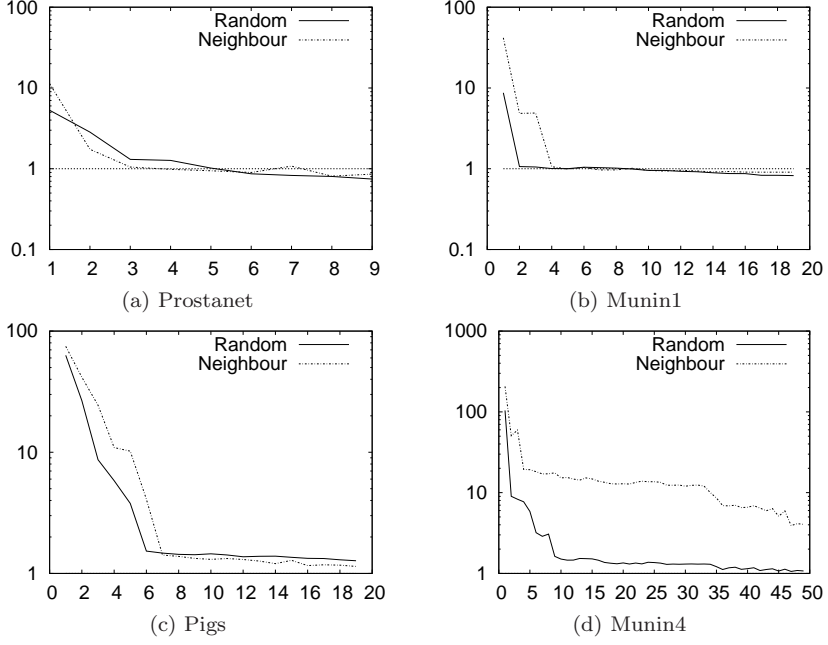 100
10
1
0.1
Random
Neighbour
1 2 3 4 5 6 7 8 9
(a) Prostanet
100
10
1
0.1
Random
Neighbour
0 2 4 6 8 10 12 14 16 18 20
(b) Munin1
100
10
1
Random
Neighbour
0 2 4 6 8 10 12 14 16 18 20
(c) Pigs
1000
100
10
1
Random
Neighbour
0 5 10 15 20 25 30 35 40 45 50
(d) Munin4